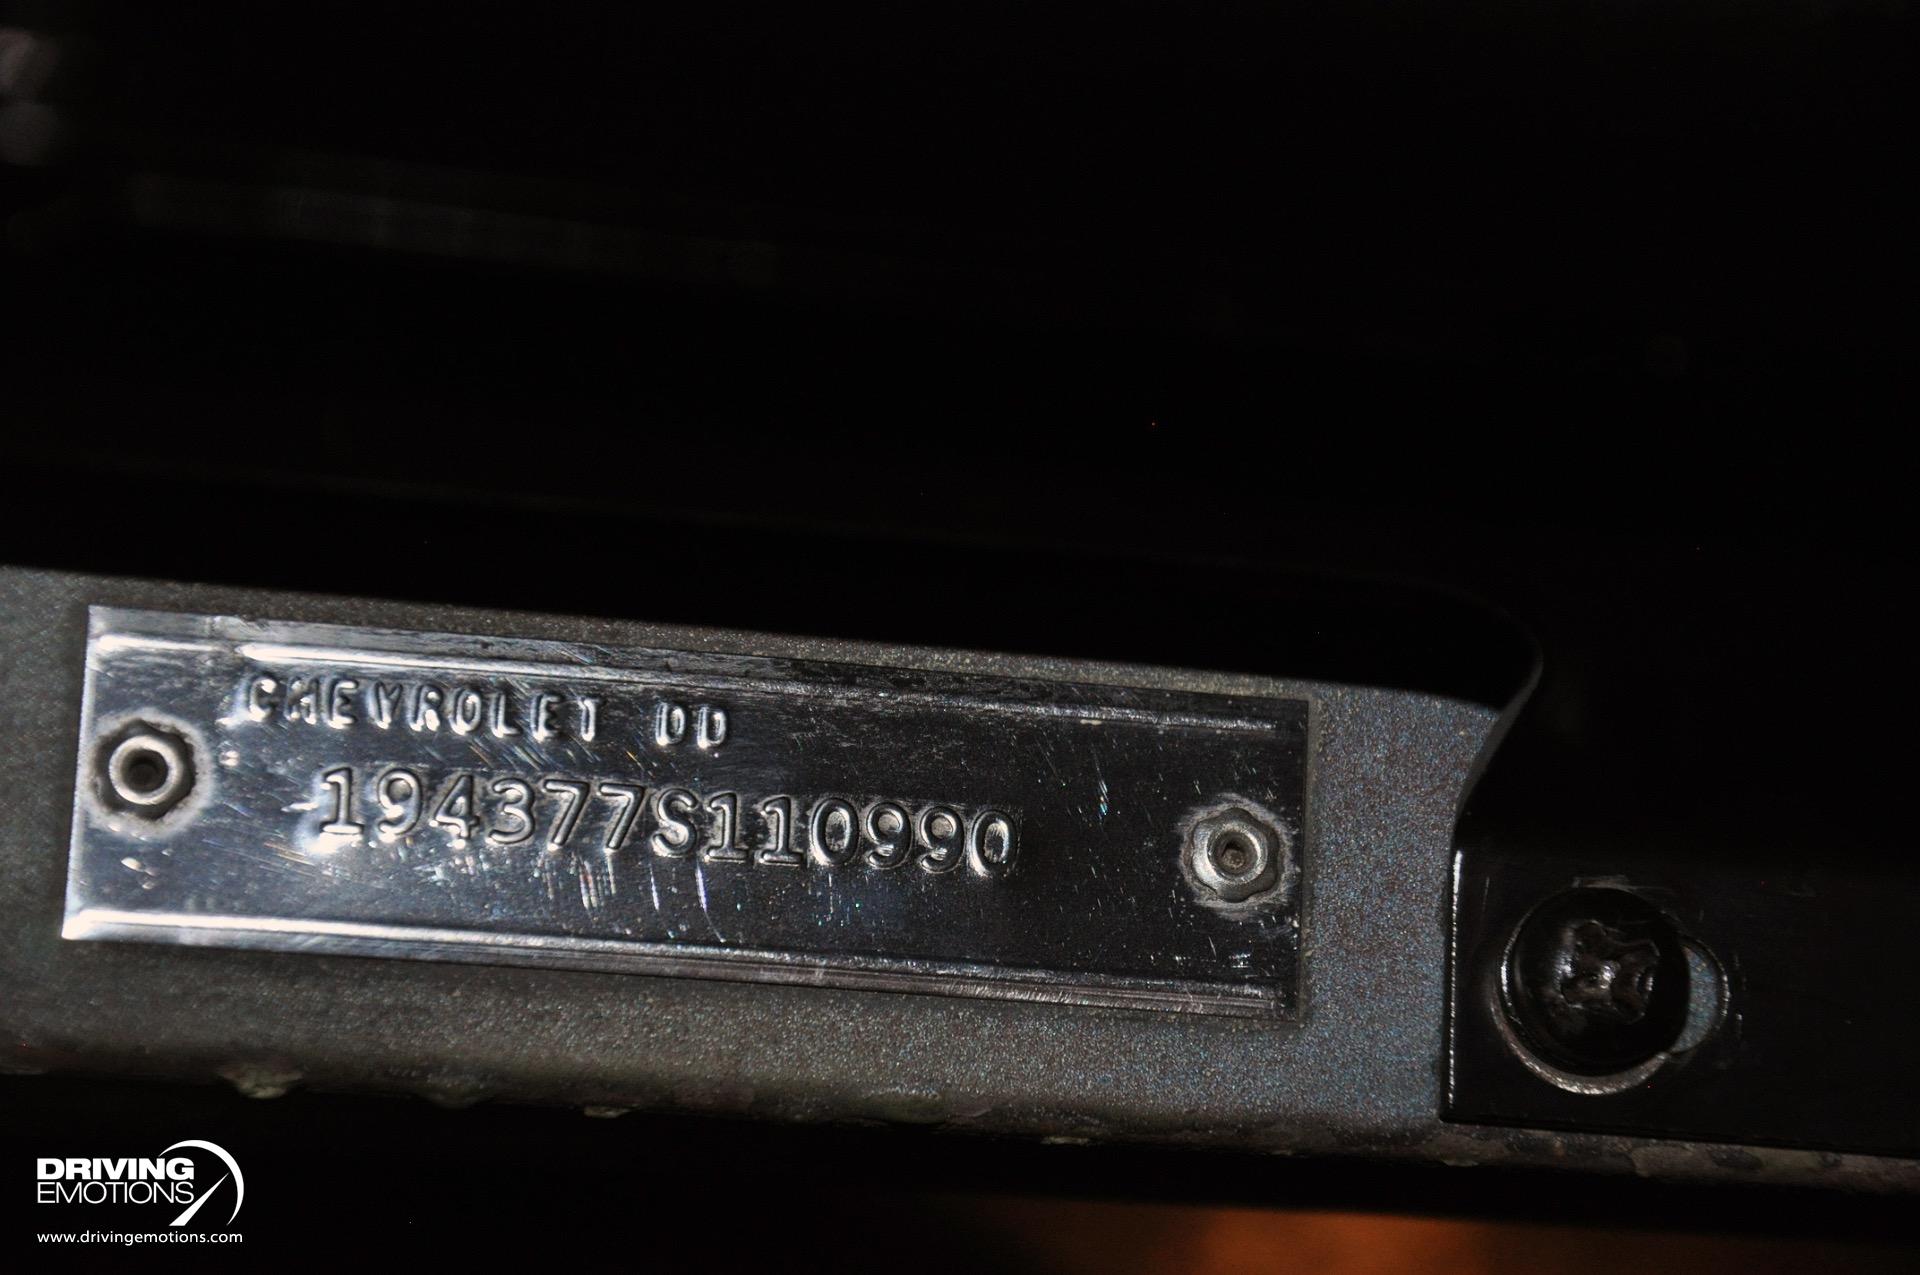 CHEVROLET DD
194377S110990
DRIVING
EMOTIONS
www.drivingemotions.com